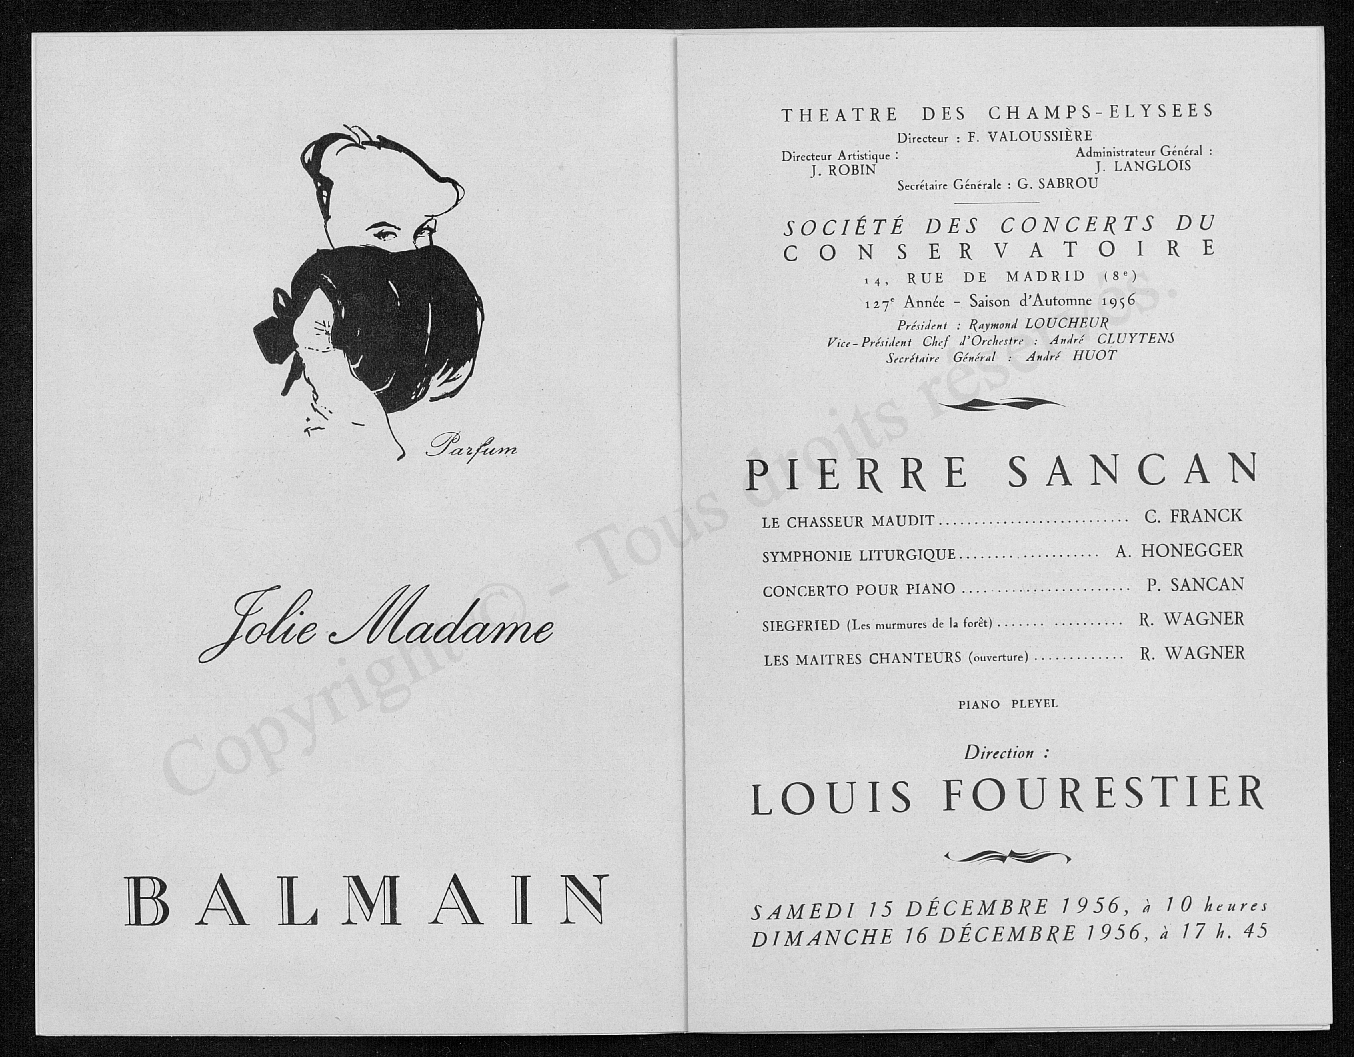 Parfum
Jolie Madame
BALMAIN
THEATRE DES CHAMPS-ELYSEES
Directeur : F. VALOUSSIÈRE
Directeur Artistique :
J. ROBIN
Administrateur Général :
J. LANGLOIS
Secrétaire Générale : G. SABROU
SOCIÉTÉ DES CONCERTS DU
CONSERVATOIRE
14, RUE DE MADRID (8e)
127e Année - Saison d'Automne 1956
Président : Raymond LOUCHEUR
Vice-Président Chef d'Orchestre : André CLUYTENS
Secrétaire Général : André HUOT
PIERRE SANCAN
LE CHASSEUR MAUDIT........................... C. FRANCK
SYMPHONIE LITURGIQUE.................... A. HONEGGER
CONCERTO POUR PIANO ........................ P. SANCAN
SIEGFRIED (Les murmures de la forêt)....... .......... R. WAGNER
LES MAITRES CHANTEURS (ouverture) ............. R. WAGNER
PIANO PLEYEL
Direction :
LOUIS FOURESTIER
SAMEDI 15 DÉCEMBRE 1956, à 10 heures
DIMANCHE 16 DÉCEMBRE 1956, à 17 h. 45
Copyright © - Tous droits réservés.